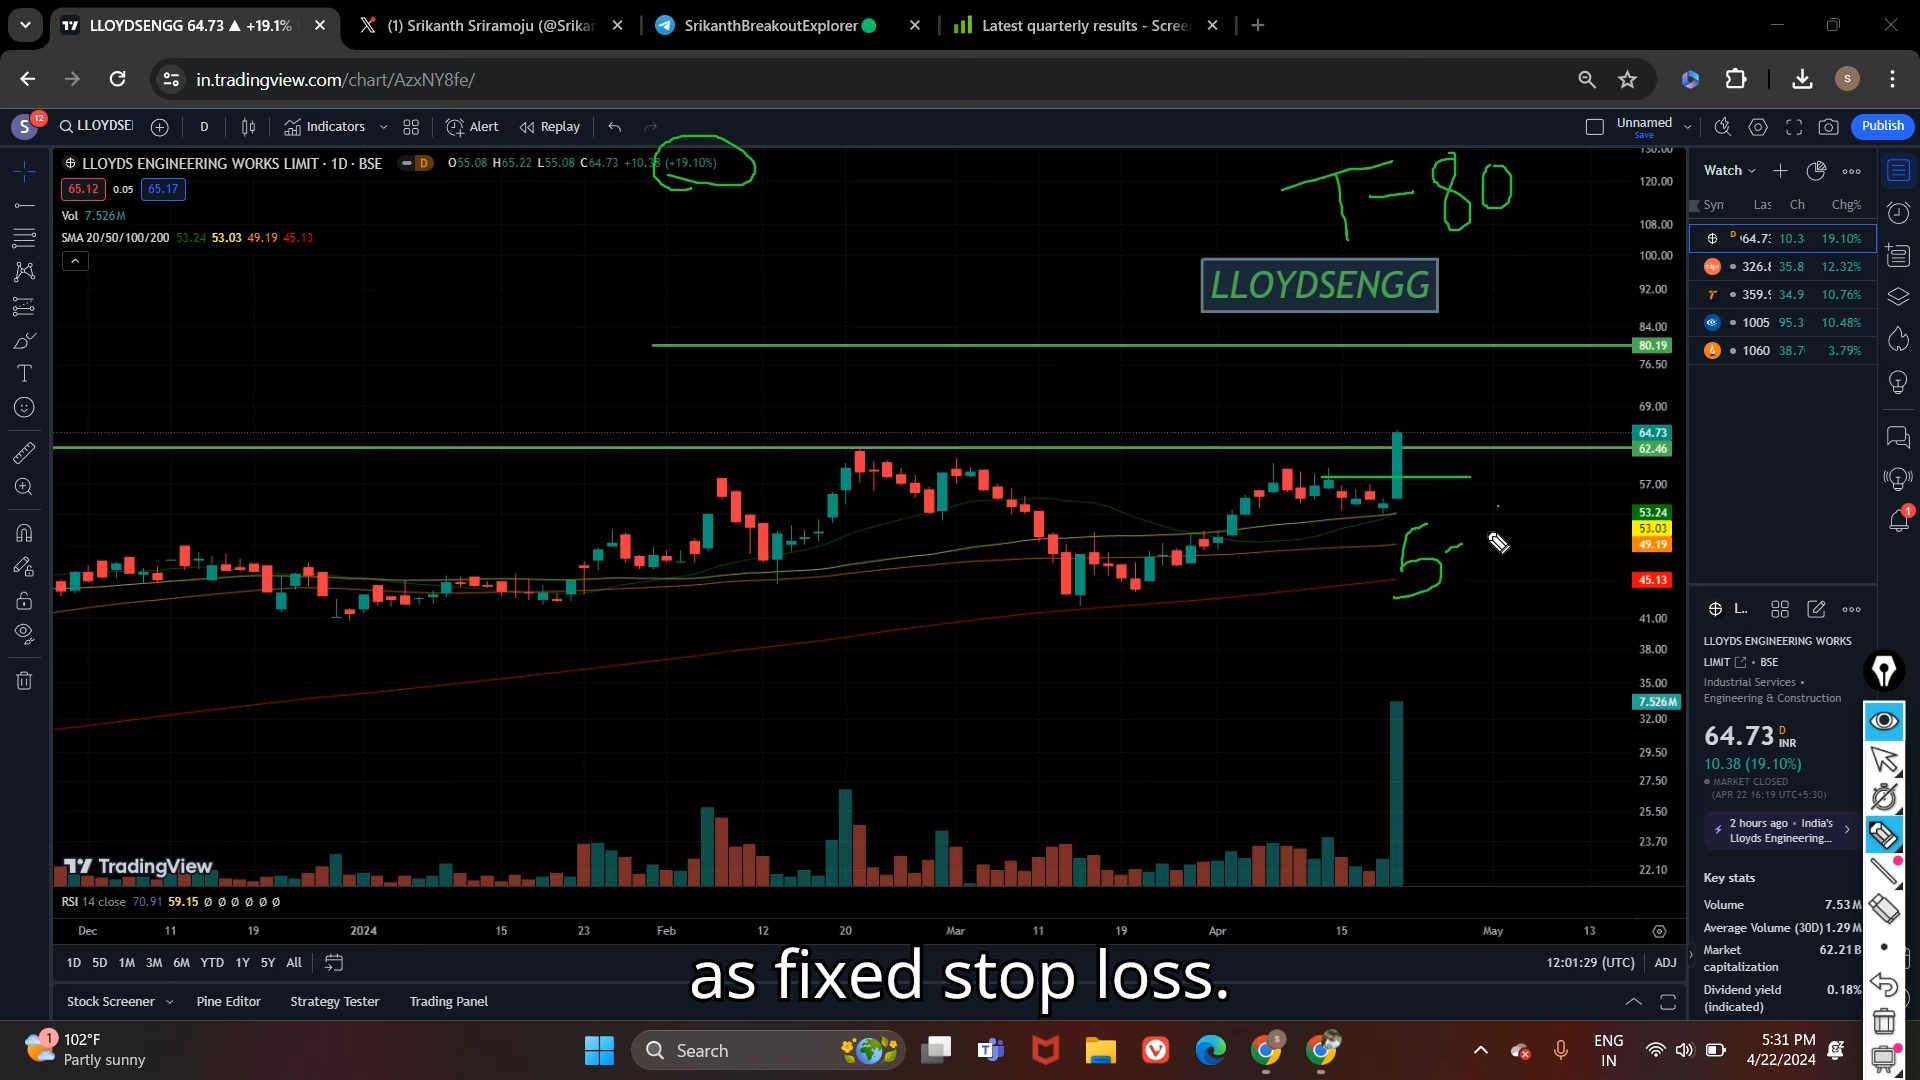 LLOYDSENGG 64.73 ▲ +19.1%
(1) Srikanth Sriramoju (@Srikar
SrikanthBreakoutExplorer
Latest quarterly results - Scree
in.tradingview.com/chart/AzxNY8fe/
S
S
12
LLOYDSE
D
Indicators
Alert
Replay
Unnamed
Save
Publish
LLOYDS ENGINEERING WORKS LIMIT · 1D · BSE
D
O55.08 H65.22 L55.08 C64.73 +10.38 (+19.10%)
65.12 0.05 65.17
Vol 7.526M
SMA 20/50/100/200 53.24 53.03 49.19 45.13
T-80
LLOYDSENGG
5-
130.00
120.00
108.00
100.00
92.00
84.00
80.19
76.50
69.00
64.73
62.46
57.00
53.24
53.03
49.19
45.13
41.00
38.00
35.00
7.526M
32.00
29.50
27.50
25.50
23.70
22.10
TradingView
RSI 14 close 70.91 59.15 Ø Ø Ø Ø Ø Ø
Dec 11 19 2024 15 23 Feb 12 20 Mar 11 19 Apr 15 May 13
1D 5D 1M 3M 6M YTD 1Y 5Y All
12:01:29 (UTC) ADJ
as fixed stop loss.
Stock Screener Pine Editor Strategy Tester Trading Panel
Watch
Syn Las Ch Chg%
D 64.73 10.3 19.10%
326.8 35.8 12.32%
359.9 34.9 10.76%
1005 95.3 10.48%
1060 38.7 3.79%
1
L..
LLOYDS ENGINEERING WORKS
LIMIT • BSE
Industrial Services •
Engineering & Construction
64.73 D INR
10.38 (19.10%)
MARKET CLOSED
(APR 22 16:19 UTC+5:30)
2 hours ago • India's
Lloyds Engineering...
Key stats
Volume 7.53M
Average Volume (30D) 1.29M
Market
capitalization 62.21B
Dividend yield
(indicated) 0.18%
1
102°F
Partly sunny
Search
ENG
IN
5:31 PM
4/22/2024